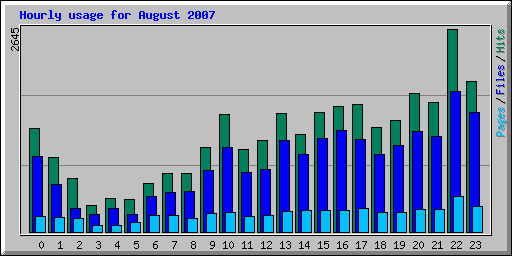 Hourly usage for August 2007
2645
Pages / Files / Hits
0 1 2 3 4 5 6 7 8 9 10 11 12 13 14 15 16 17 18 19 20 21 22 23